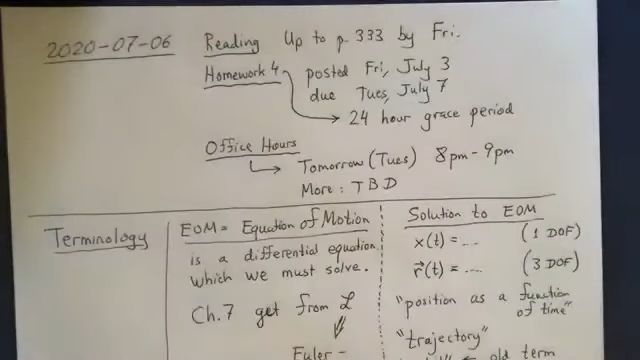 2020-07-06 Reading Up to p. 333 by Fri.
Homework 4 posted Fri, July 3
due Tues, July 7
→ 24 hour grace period
Office Hours
→ Tomorrow (Tues) 8pm-9pm
More: TBD
Terminology
EOM = Equation of Motion
is a differential equation
which we must solve.
Ch. 7 get from L
Euler-
Solution to EOM
x(t) = ... (1 DOF)
r⃗(t) = ... (3 DOF)
"position as a function
of time"
"trajectory"
← old term